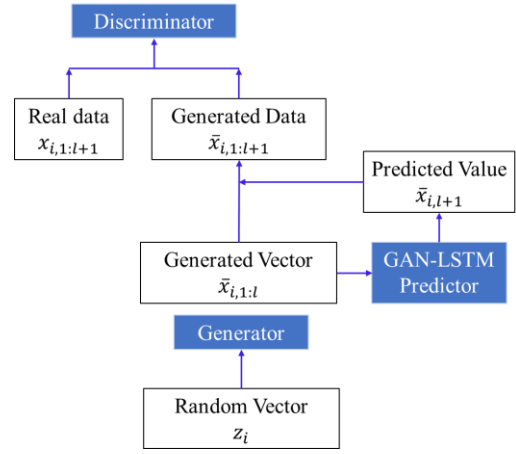 Discriminator
Real data
x_{i,1:l+1}
Generated Data
x̄_{i,1:l+1}
Predicted Value
x̄_{i,l+1}
Generated Vector
x̄_{i,1:l}
GAN-LSTM
Predictor
Generator
Random Vector
z_i